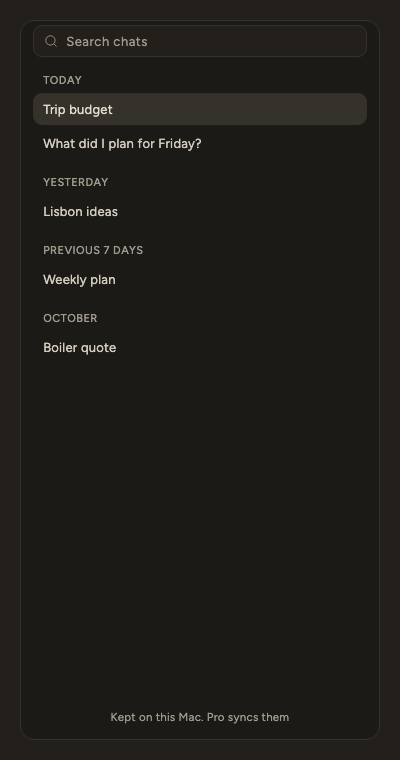 Search chats
TODAY
Trip budget
What did I plan for Friday?
YESTERDAY
Lisbon ideas
PREVIOUS 7 DAYS
Weekly plan
OCTOBER
Boiler quote
Kept on this Mac. Pro syncs them